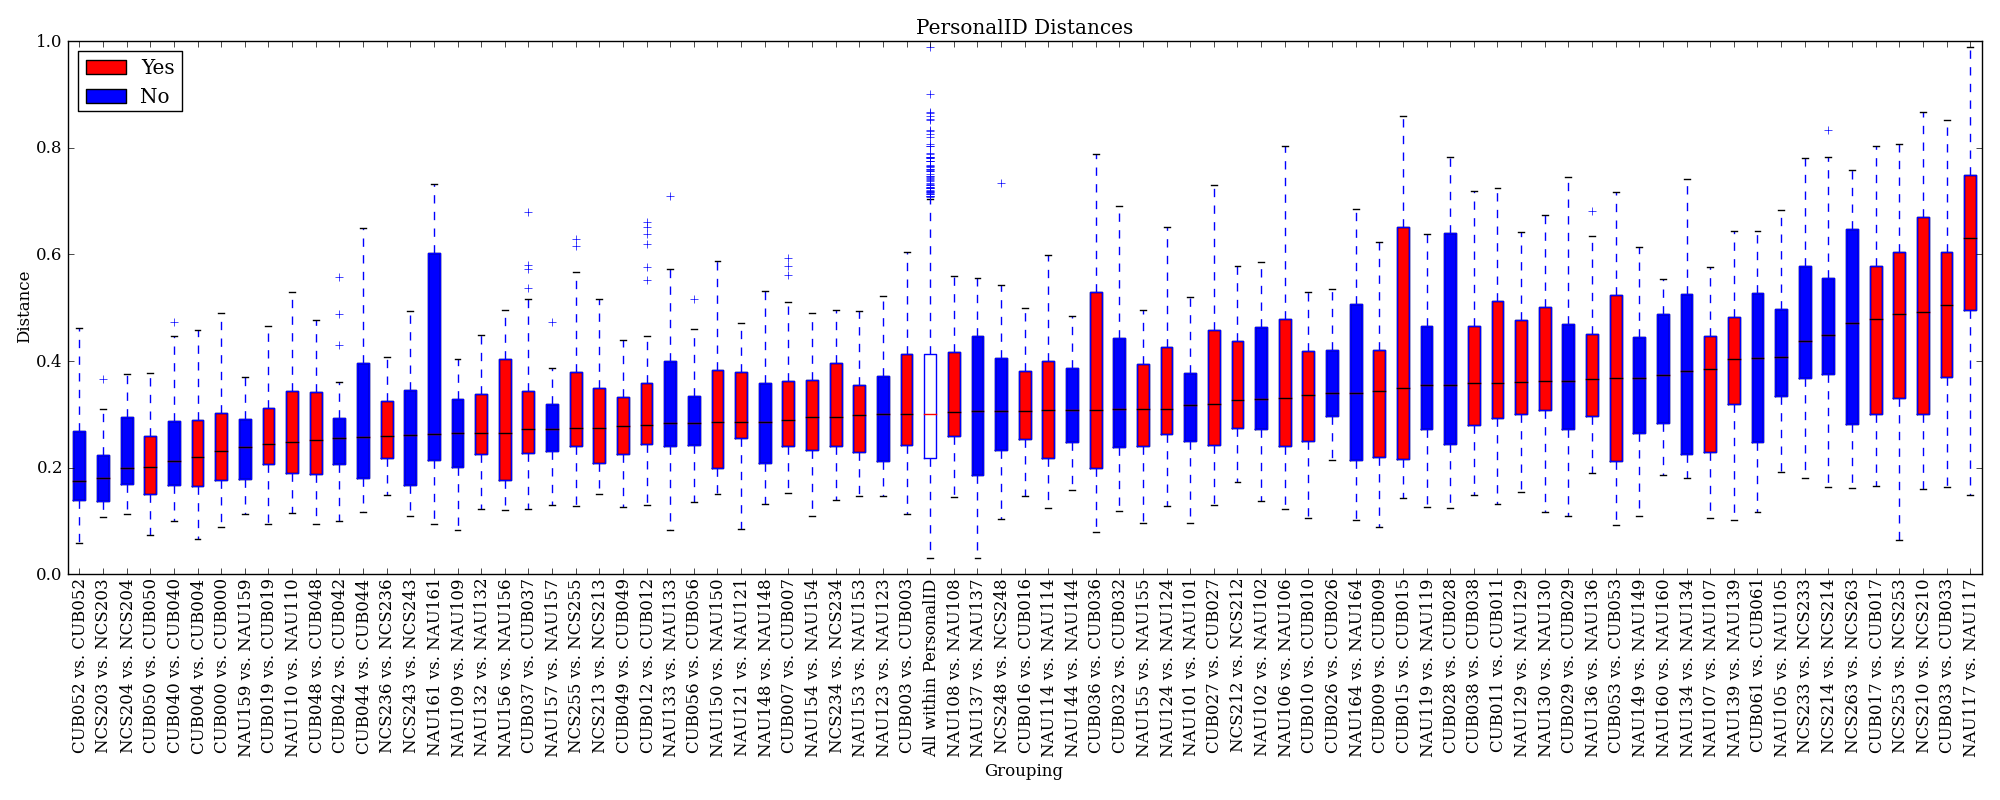 PersonalID Distances
1.0
0.8
0.6
0.4
0.2
0.0
Distance
Yes
No
CUB052 vs. CUB052
NCS203 vs. NCS203
NCS204 vs. NCS204
CUB050 vs. CUB050
CUB040 vs. CUB040
CUB004 vs. CUB004
CUB000 vs. CUB000
NAU159 vs. NAU159
CUB019 vs. CUB019
NAU110 vs. NAU110
CUB048 vs. CUB048
CUB042 vs. CUB042
CUB044 vs. CUB044
NCS236 vs. NCS236
NCS243 vs. NCS243
NAU161 vs. NAU161
NAU109 vs. NAU109
NAU132 vs. NAU132
NAU156 vs. NAU156
CUB037 vs. CUB037
NAU157 vs. NAU157
NCS255 vs. NCS255
NCS213 vs. NCS213
CUB049 vs. CUB049
CUB012 vs. CUB012
NAU133 vs. NAU133
CUB056 vs. CUB056
NAU150 vs. NAU150
NAU121 vs. NAU121
NAU148 vs. NAU148
CUB007 vs. CUB007
NAU154 vs. NAU154
NCS234 vs. NCS234
NAU153 vs. NAU153
NAU123 vs. NAU123
CUB003 vs. CUB003
All within PersonalID
NAU108 vs. NAU108
NAU137 vs. NAU137
NCS248 vs. NCS248
CUB016 vs. CUB016
NAU114 vs. NAU114
NAU144 vs. NAU144
CUB036 vs. CUB036
CUB032 vs. CUB032
NAU155 vs. NAU155
NAU124 vs. NAU124
NAU101 vs. NAU101
CUB027 vs. CUB027
NCS212 vs. NCS212
NAU102 vs. NAU102
NAU106 vs. NAU106
CUB010 vs. CUB010
CUB026 vs. CUB026
NAU164 vs. NAU164
CUB009 vs. CUB009
CUB015 vs. CUB015
NAU119 vs. NAU119
CUB028 vs. CUB028
CUB038 vs. CUB038
CUB011 vs. CUB011
NAU129 vs. NAU129
NAU130 vs. NAU130
CUB029 vs. CUB029
NAU136 vs. NAU136
CUB053 vs. CUB053
NAU149 vs. NAU149
NAU160 vs. NAU160
NAU134 vs. NAU134
NAU107 vs. NAU107
NAU139 vs. NAU139
CUB061 vs. CUB061
NAU105 vs. NAU105
NCS233 vs. NCS233
NCS214 vs. NCS214
NCS263 vs. NCS263
CUB017 vs. CUB017
NCS253 vs. NCS253
NCS210 vs. NCS210
CUB033 vs. CUB033
NAU117 vs. NAU117
Grouping